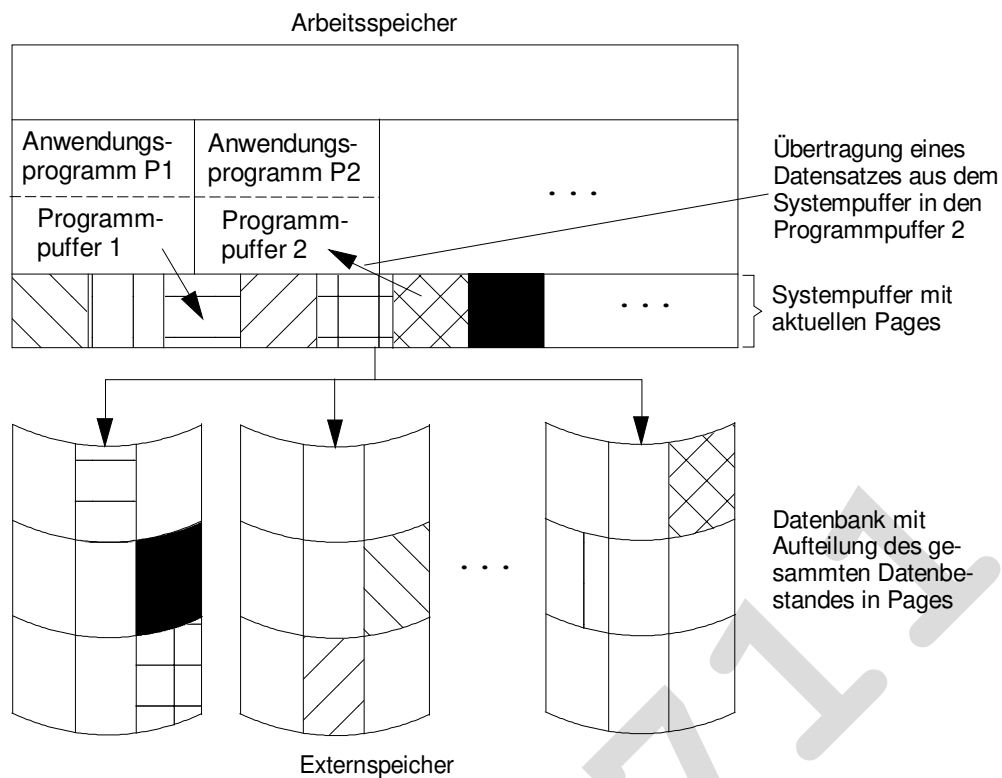 Arbeitsspeicher
Anwendungs-
programm P1
Anwendungs-
programm P2
Programm-
puffer 1
Programm-
puffer 2
. . .
Übertragung eines
Datensatzes aus dem
Systempuffer in den
Programmpuffer 2
. . .
Systempuffer mit
aktuellen Pages
. . .
Datenbank mit
Aufteilung des ge-
sammten Datenbe-
standes in Pages
Externspeicher
711